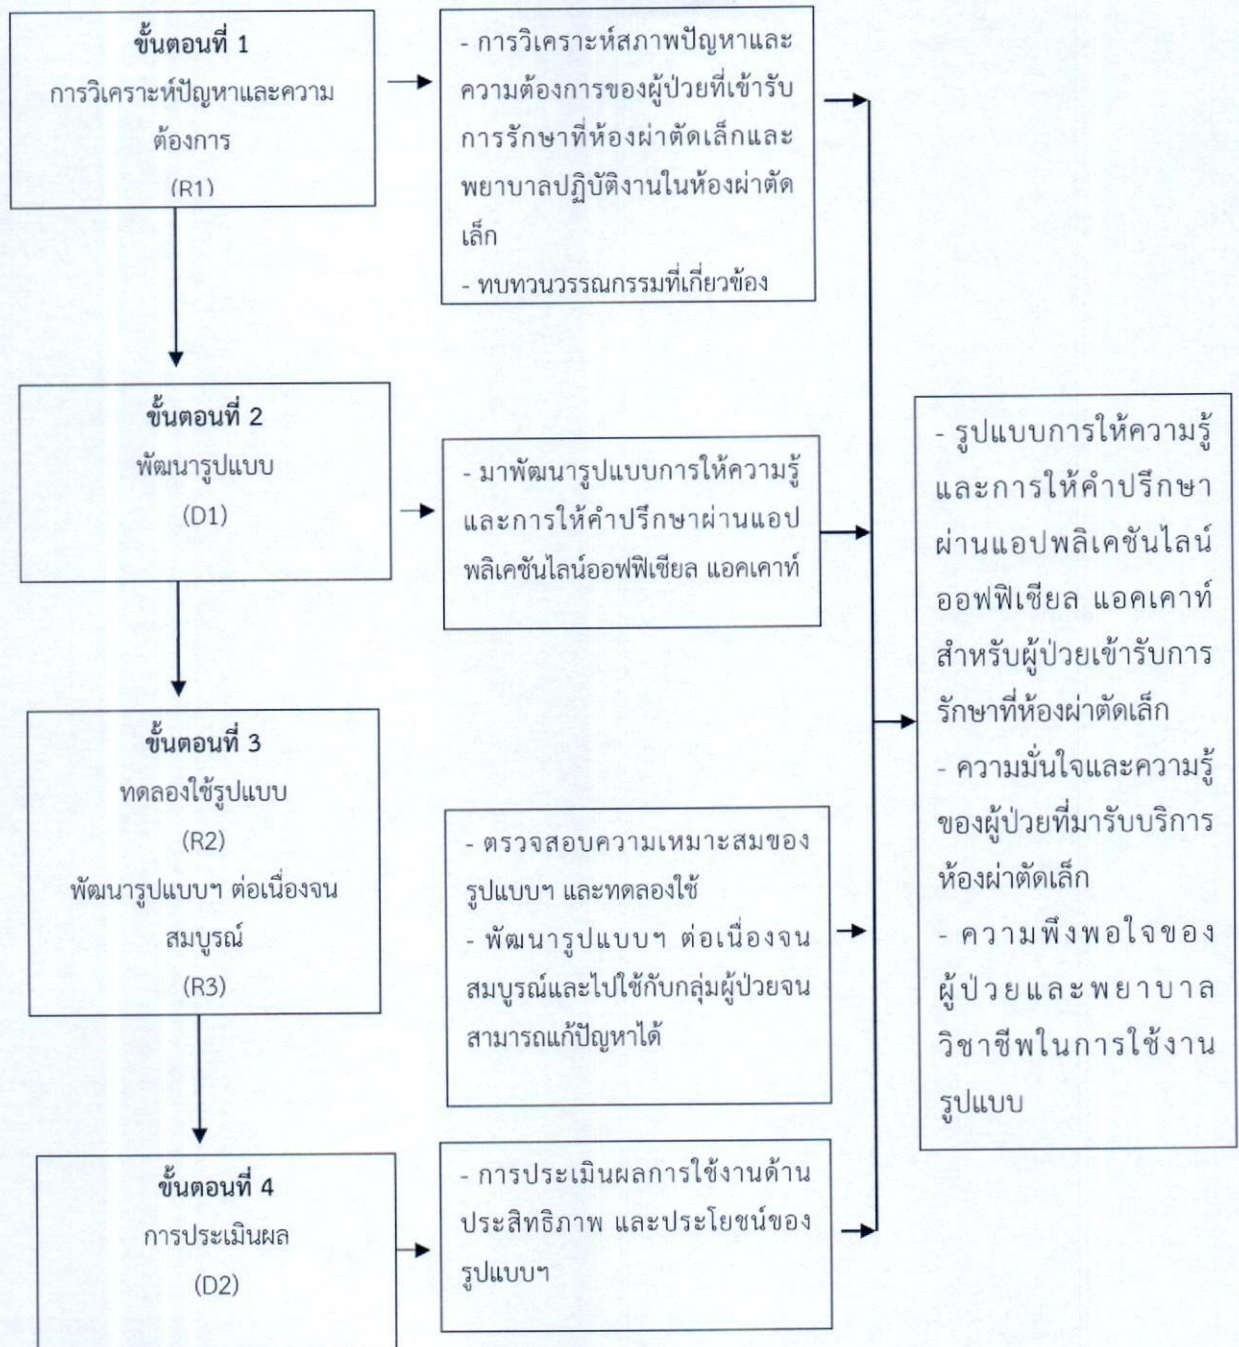 ขั้นตอนที่ 1
การวิเคราะห์ปัญหาและความ
ต้องการ
(R1)
- การวิเคราะห์สภาพปัญหาและ
ความต้องการของผู้ป่วยที่เข้ารับ
การรักษาที่ห้องผ่าตัดเล็กและ
พยาบาลปฏิบัติงานในห้องผ่าตัด
เล็ก
- ทบทวนวรรณกรรมที่เกี่ยวข้อง
ขั้นตอนที่ 2
พัฒนารูปแบบ
(D1)
- มาพัฒนารูปแบบการให้ความรู้
และการให้คำปรึกษาผ่านแอป
พลิเคชันไลน์ออฟฟิเชียล แอคเคาท์
ขั้นตอนที่ 3
ทดลองใช้รูปแบบ
(R2)
พัฒนารูปแบบฯ ต่อเนื่องจน
สมบูรณ์
(R3)
- ตรวจสอบความเหมาะสมของ
รูปแบบฯ และทดลองใช้
- พัฒนารูปแบบฯ ต่อเนื่องจน
สมบูรณ์และไปใช้กับกลุ่มผู้ป่วยจน
สามารถแก้ปัญหาได้
ขั้นตอนที่ 4
การประเมินผล
(D2)
- การประเมินผลการใช้งานด้าน
ประสิทธิภาพ และประโยชน์ของ
รูปแบบฯ
- รูปแบบการให้ความรู้
และการให้คำปรึกษา
ผ่านแอปพลิเคชันไลน์
ออฟฟิเชียล แอคเคาท์
สำหรับผู้ป่วยเข้ารับการ
รักษาที่ห้องผ่าตัดเล็ก
- ความมั่นใจและความรู้
ของผู้ป่วยที่มารับบริการ
ห้องผ่าตัดเล็ก
- ความพึงพอใจของ
ผู้ป่วยและพยาบาล
วิชาชีพในการใช้งาน
รูปแบบ